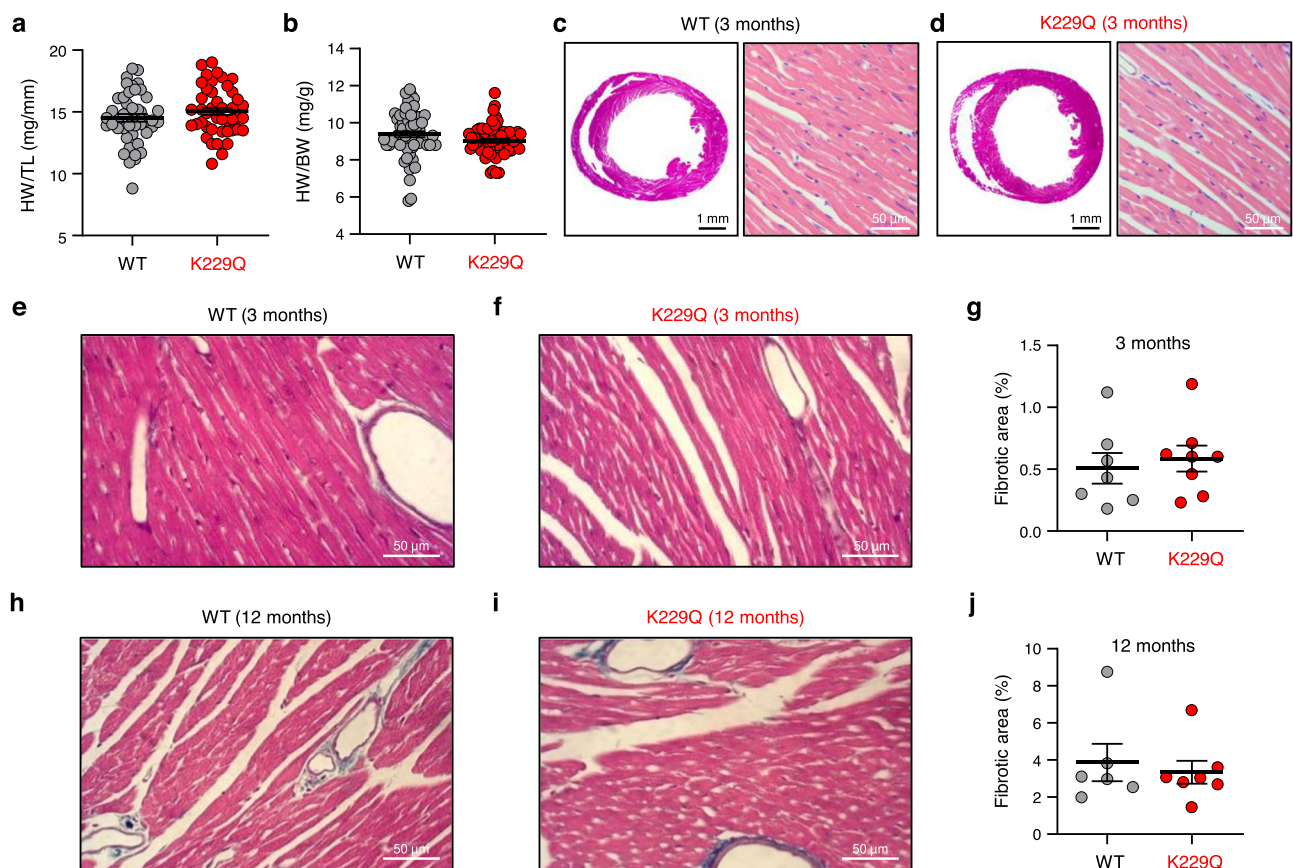 a
20
15
10
5
HW/TL (mg/mm)
WT
K229Q
b
14
12
10
8
6
4
HW/BW (mg/g)
WT
K229Q
c
WT (3 months)
1 mm
50 µm
d
K229Q (3 months)
1 mm
50 µm
e
WT (3 months)
50 µm
f
K229Q (3 months)
50 µm
g
3 months
1.5
1.0
0.5
0.0
Fibrotic area (%)
WT
K229Q
h
WT (12 months)
50 µm
i
K229Q (12 months)
50 µm
j
12 months
10
8
6
4
2
0
Fibrotic area (%)
WT
K229Q